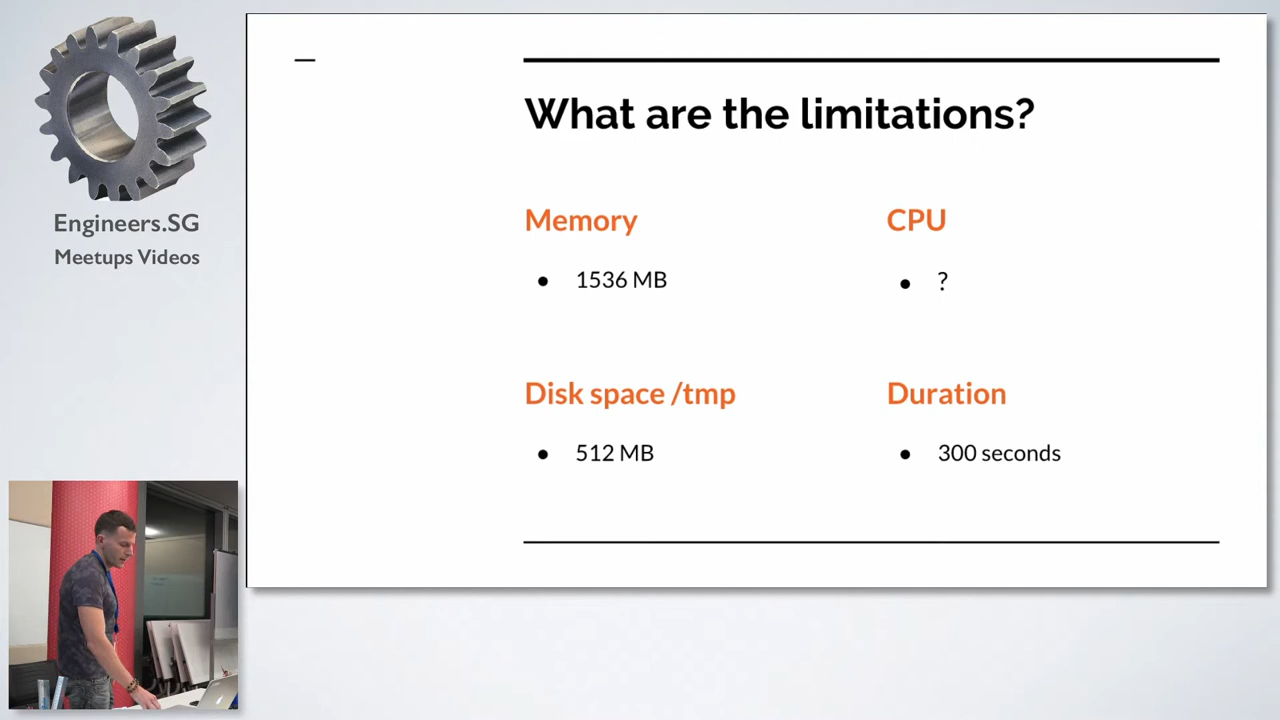 Engineers.SG
Meetups Videos
What are the limitations?
Memory
● 1536 MB
CPU
● ?
Disk space /tmp
● 512 MB
Duration
● 300 seconds